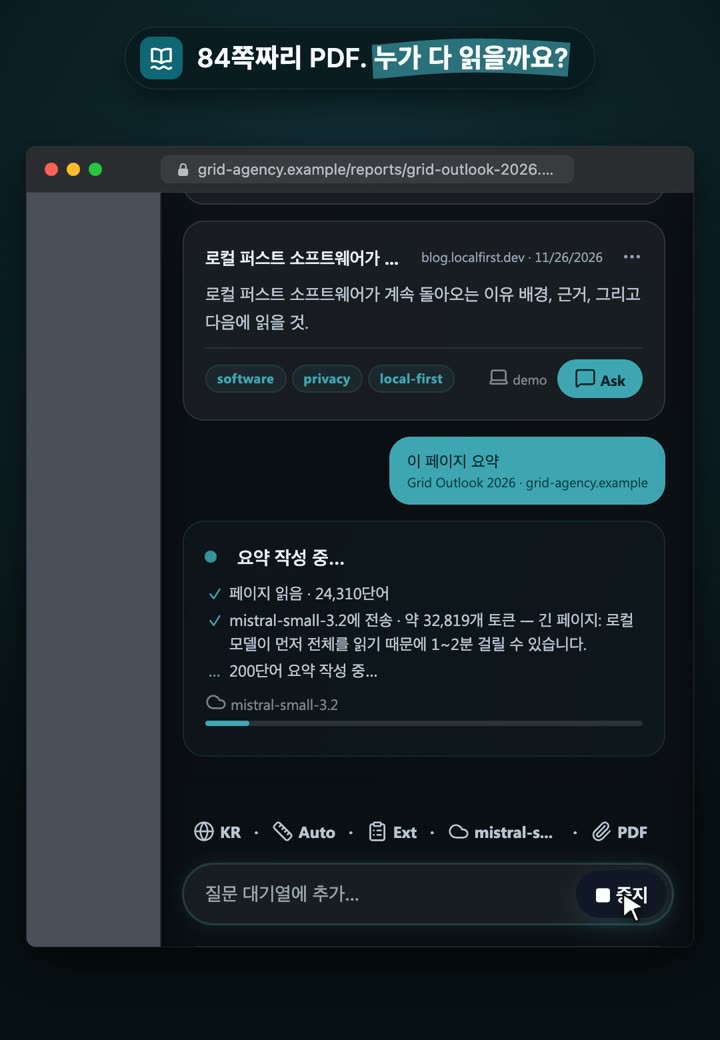 84쪽짜리 PDF. 누가 다 읽을까요?
grid-agency.example/reports/grid-outlook-2026....
로컬 퍼스트 소프트웨어가 ... blog.localfirst.dev · 11/26/2026 ···
로컬 퍼스트 소프트웨어가 계속 돌아오는 이유 배경, 근거, 그리고
다음에 읽을 것.
software privacy local-first demo Ask
이 페이지 요약
Grid Outlook 2026 · grid-agency.example
요약 작성 중...
페이지 읽음 · 24,310단어
mistral-small-3.2에 전송 · 약 32,819개 토큰 — 긴 페이지: 로컬
모델이 먼저 전체를 읽기 때문에 1~2분 걸릴 수 있습니다.
... 200단어 요약 작성 중...
mistral-small-3.2
KR · Auto · Ext · mistral-s... · PDF
질문 대기열에 추가... 중지